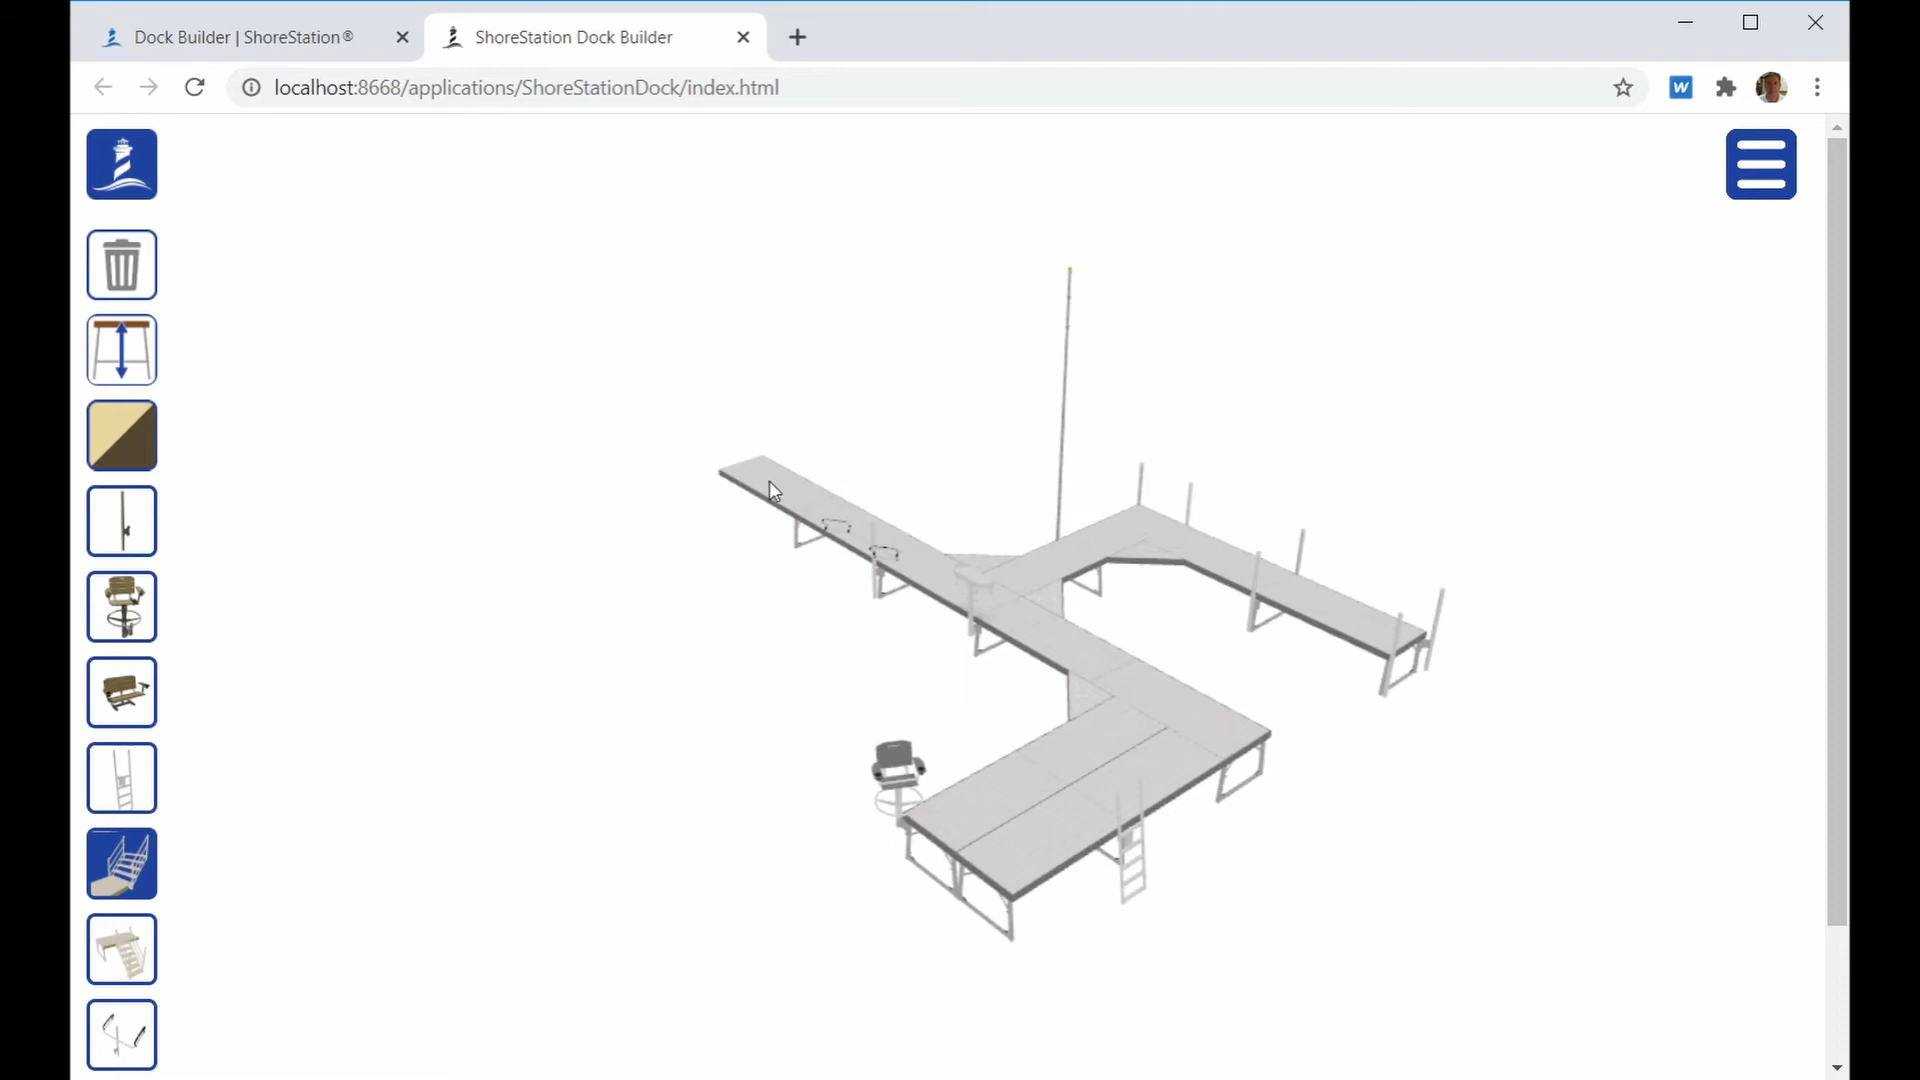 Dock Builder | ShoreStation®
ShoreStation Dock Builder
localhost:8668/applications/ShoreStationDock/index.html
W